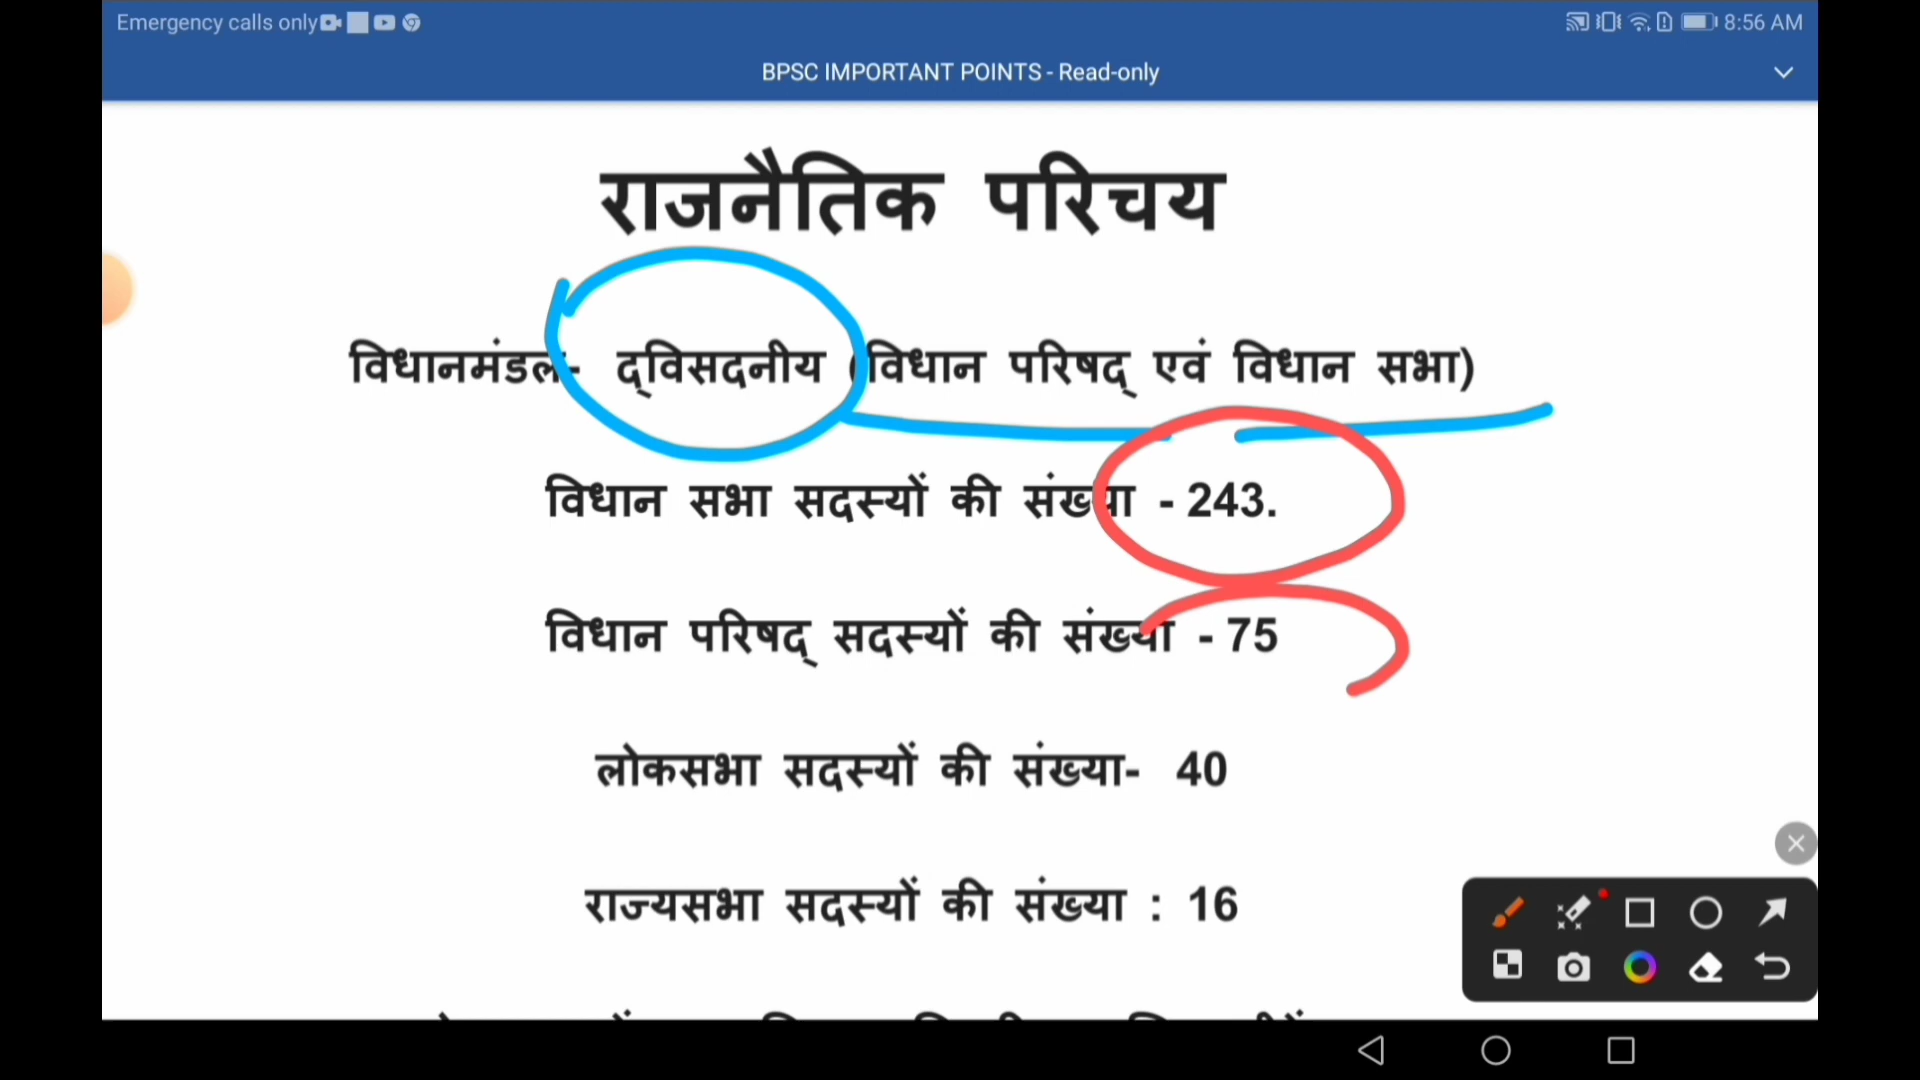 Emergency calls only
8:56 AM
BPSC IMPORTANT POINTS - Read-only
राजनैतिक परिचय
विधानमंडल- द्विसदनीय (विधान परिषद् एवं विधान सभा)
विधान सभा सदस्यों की संख्या - 243.
विधान परिषद् सदस्यों की संख्या - 75
लोकसभा सदस्यों की संख्या- 40
राज्यसभा सदस्यों की संख्या : 16